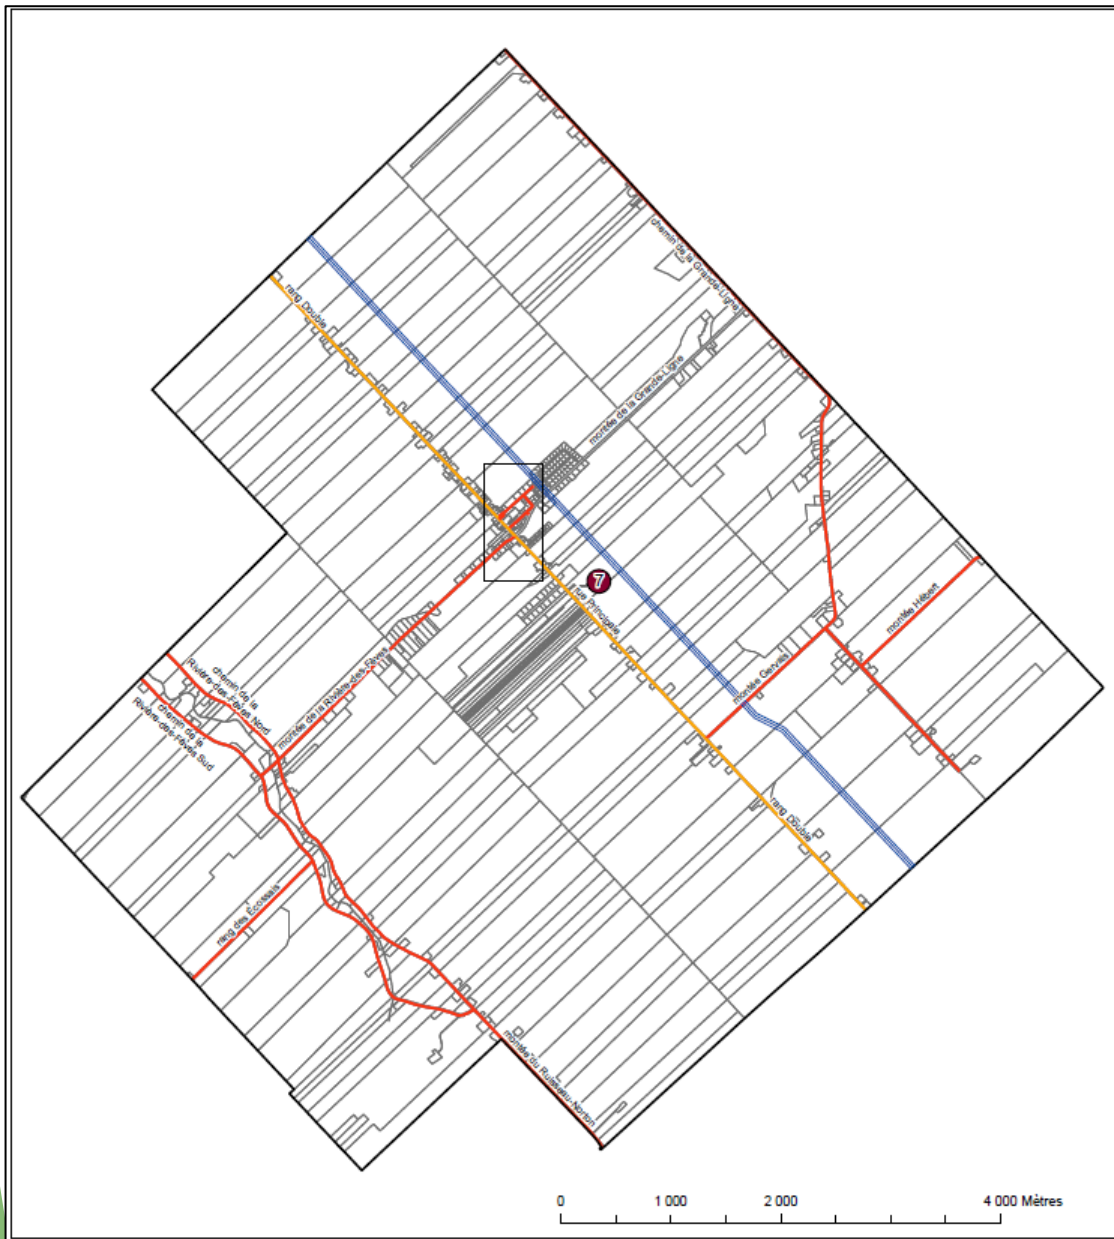 chemin de la Grande-Ligne
rang Double
montée de la Grande-Ligne
7
rue Principale
montée Hébert
montée Gervais
chemin de la
Rivière-des-Fèves Nord
montée de la Rivière-des-Fèves
chemin de la
Rivière-des-Fèves Sud
rang Double
rang des Écossais
montée du Ruisseau-Norton
0 1 000 2 000 4 000 Mètres